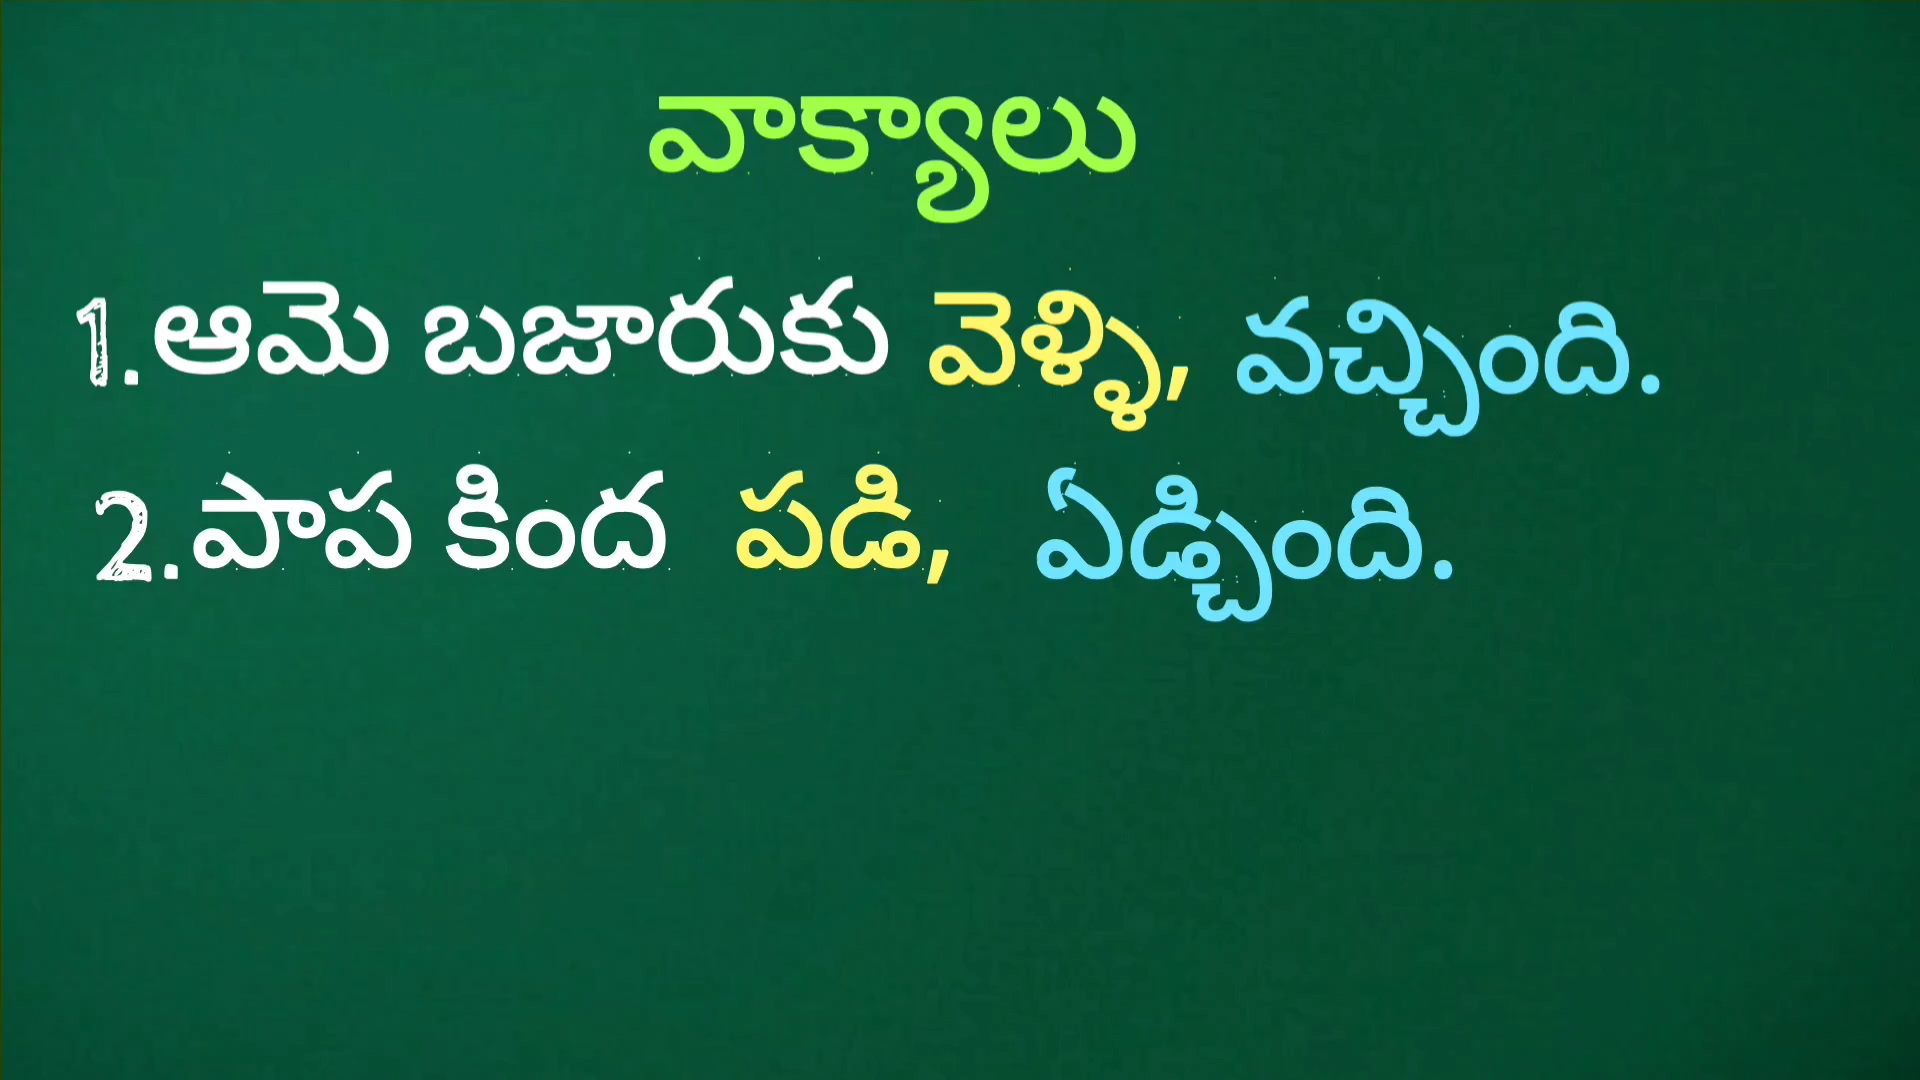 వాక్యాలు
1. ఆమె బజారుకు వెళ్ళి, వచ్చింది.
2. పాప కింద పడి, ఏడ్చింది.